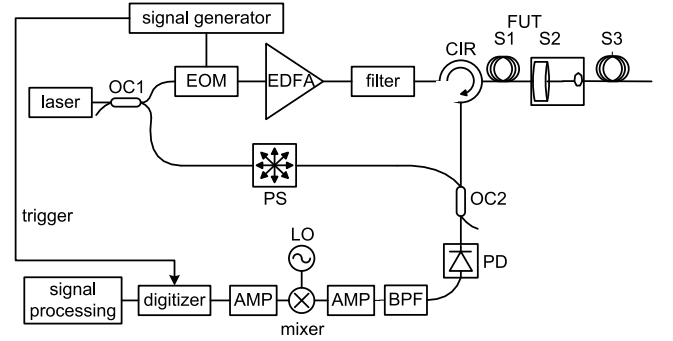 signal generator
FUT
S1 S2 S3
CIR
OC1
EOM
EDFA
filter
laser
PS
OC2
trigger
LO
PD
signal
processing
digitizer
AMP
AMP
BPF
mixer